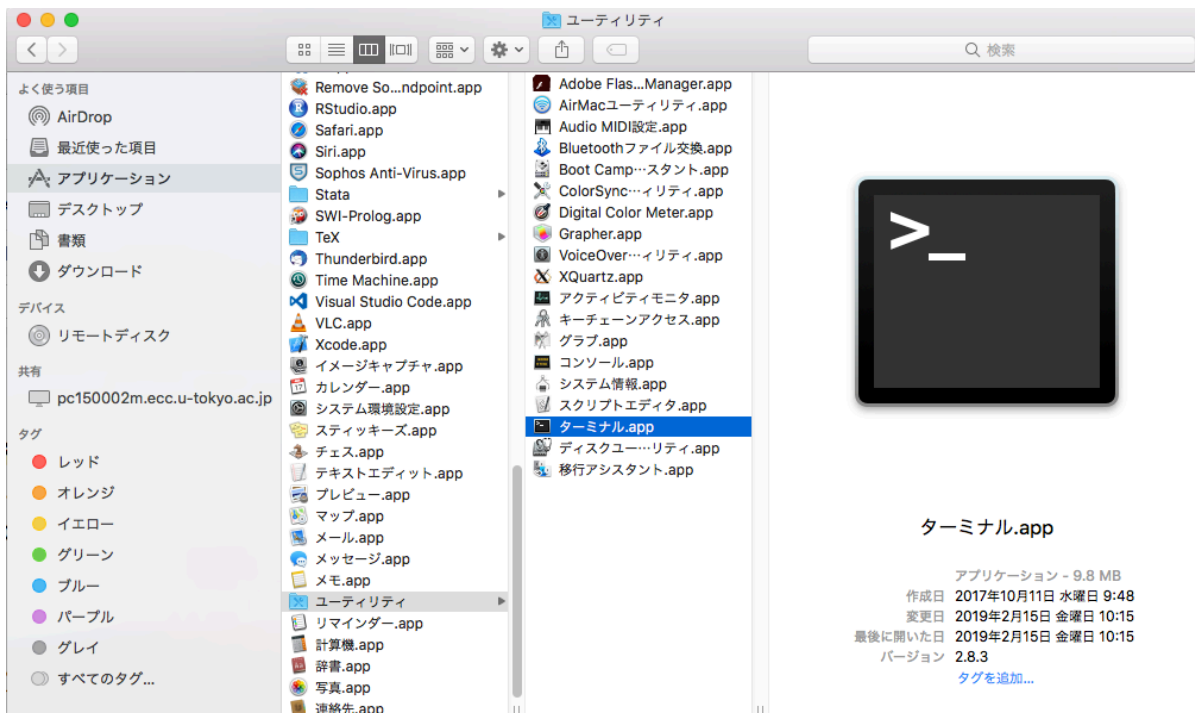 ユーティリティ
検索
よく使う項目
AirDrop
最近使った項目
アプリケーション
デスクトップ
書類
ダウンロード
デバイス
リモートディスク
共有
pc150002m.ecc.u-tokyo.ac.jp
タグ
レッド
オレンジ
イエロー
グリーン
ブルー
パープル
グレイ
すべてのタグ...
Remove So...ndpoint.app
RStudio.app
Safari.app
Siri.app
Sophos Anti-Virus.app
Stata
SWI-Prolog.app
TeX
Thunderbird.app
Time Machine.app
Visual Studio Code.app
VLC.app
Xcode.app
イメージキャプチャ.app
カレンダー.app
システム環境設定.app
スティッキーズ.app
チェス.app
テキストエディット.app
プレビュー.app
マップ.app
メール.app
メッセージ.app
メモ.app
ユーティリティ
リマインダー.app
計算機.app
辞書.app
写真.app
連絡先.app
Adobe Flas...Manager.app
AirMacユーティリティ.app
Audio MIDI設定.app
Bluetoothファイル交換.app
Boot Camp…スタント.app
ColorSync…ィリティ.app
Digital Color Meter.app
Grapher.app
VoiceOver…ィリティ.app
XQuartz.app
アクティビティモニタ.app
キーチェーンアクセス.app
グラブ.app
コンソール.app
システム情報.app
スクリプトエディタ.app
ターミナル.app
ディスクユー…リティ.app
移行アシスタント.app
>_
ターミナル.app
アプリケーション - 9.8 MB
作成日 2017年10月11日 水曜日 9:48
変更日 2019年2月15日 金曜日 10:15
最後に開いた日 2019年2月15日 金曜日 10:15
バージョン 2.8.3
タグを追加...